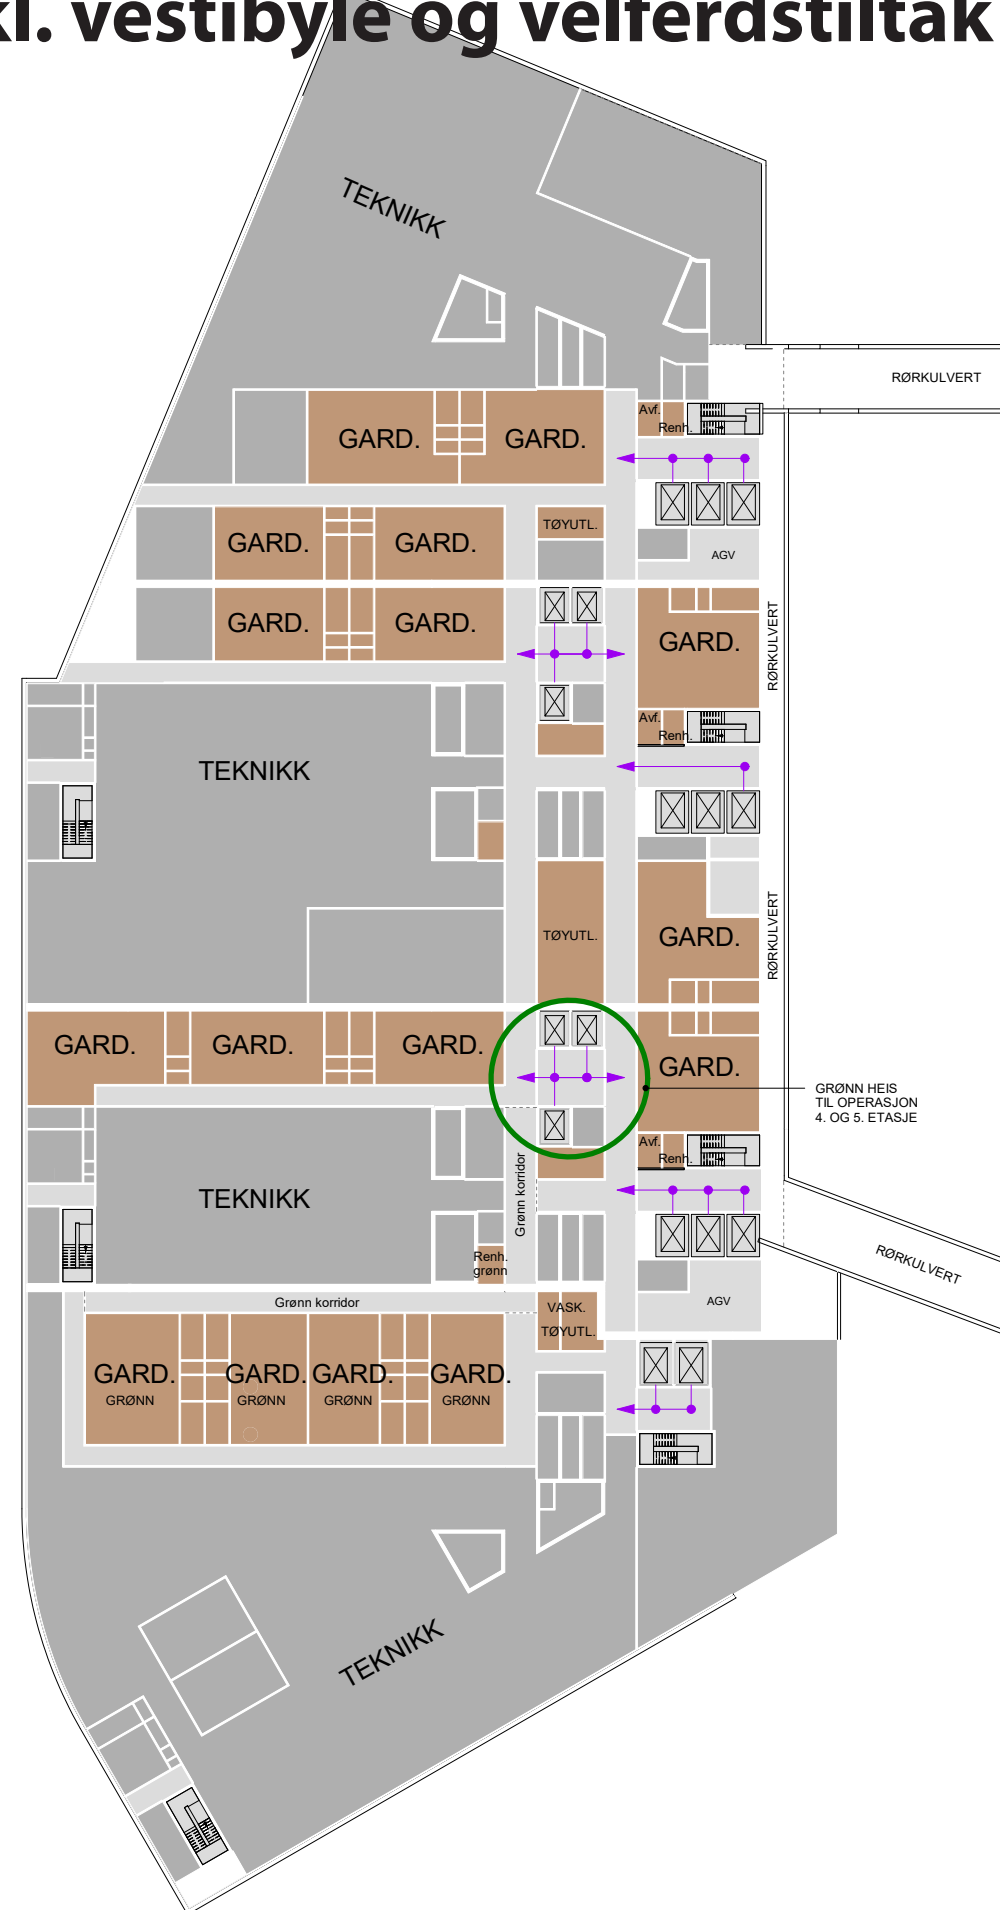 kl. vestibyle og velferdstiltak
TEKNIKK
RØRKULVERT
Avf.
Renh.
GARD.
GARD.
TØYUTL.
GARD.
GARD.
AGV
GARD.
GARD.
GARD.
RØRKULVERT
Avf.
Renh.
TEKNIKK
TØYUTL.
GARD.
RØRKULVERT
GARD.
GARD.
GARD.
GARD.
GRØNN HEIS
TIL OPERASJON
4. OG 5. ETASJE
Avf.
Renh.
Grønn korridor
TEKNIKK
Renh.
grønn
RØRKULVERT
Grønn korridor
VASK.
TØYUTL.
AGV
GARD.
GRØNN
GARD.
GRØNN
GARD.
GRØNN
GARD.
GRØNN
TEKNIKK